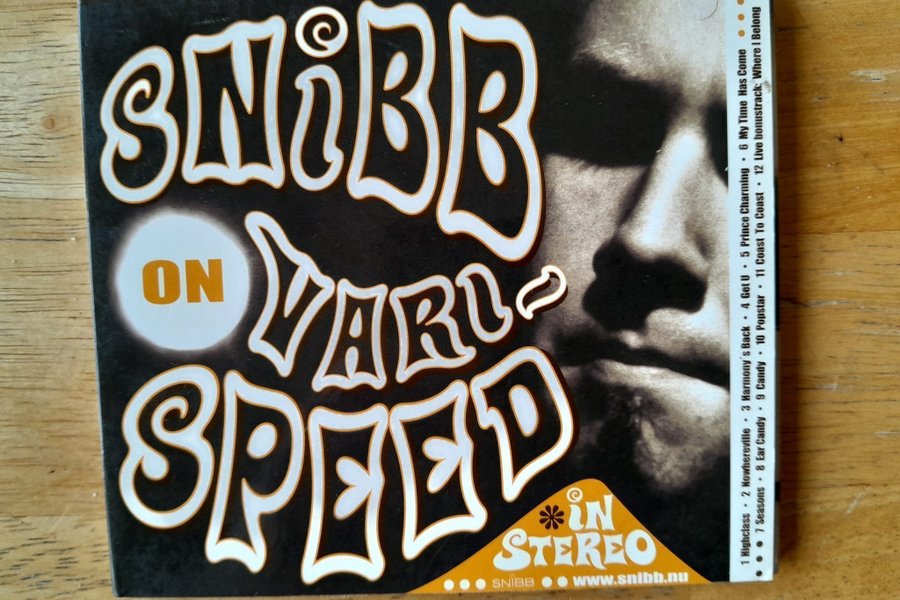 SNiBB
ON
VARI-
SPEED
*iN
STEREO
SNiBB
www.snibb.nu
1 Highclass • 2 Nowhereville • 3 Harmony's Back • 4 Get U • 5 Prince Charming • 6 My Time Has Come
• 7 Seasons • 8 Ear Candy • 9 Candy • 10 Popstar • 11 Coast To Coast • 12 Live bonustrack: Where I Belong